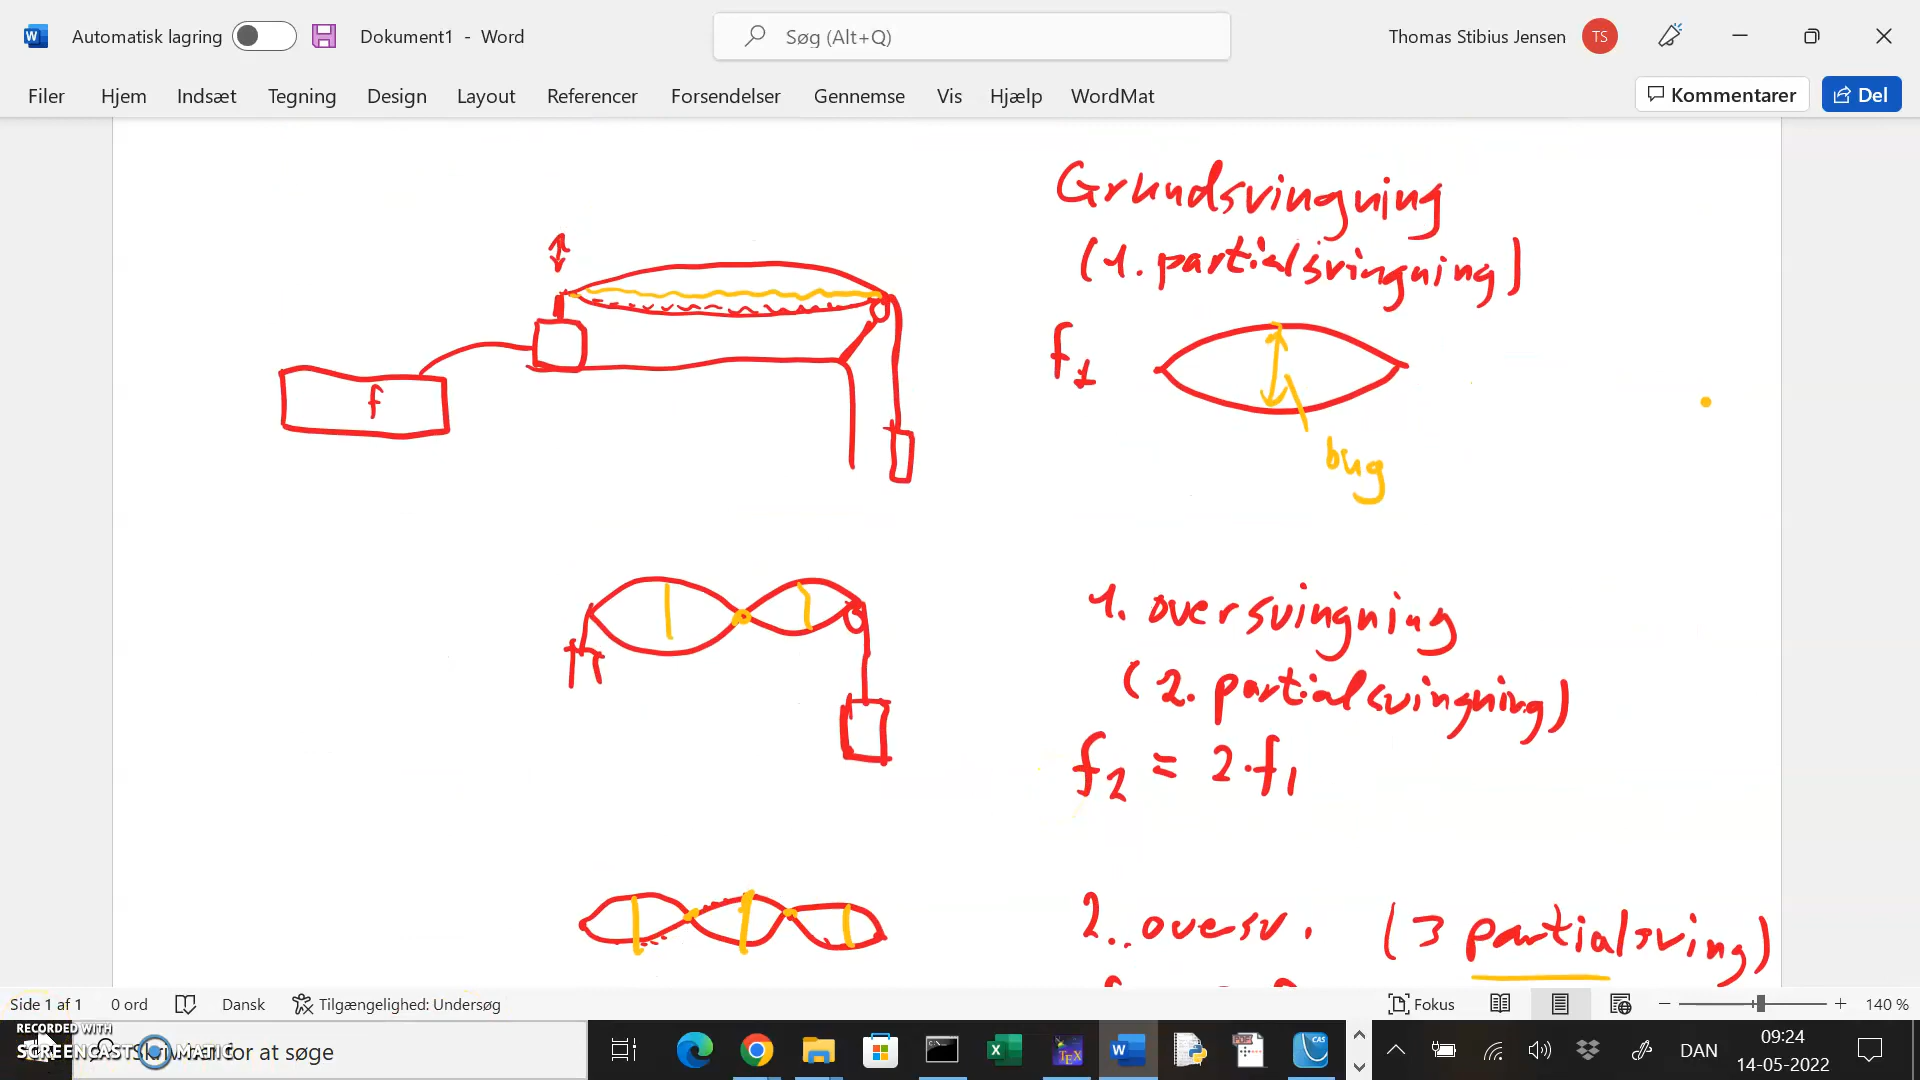 Automatisk lagring
Dokument1 - Word
Søg (Alt+Q)
Thomas Stibius Jensen
TS
Filer Hjem Indsæt Tegning Design Layout Referencer Forsendelser Gennemse Vis Hjælp WordMat
Kommentarer
Del
Grundsvingning
(1. partialsvingning)
f
f1
bug
1. oversvingning
(2. partialsvingning)
f2 = 2·f1
2. oversv. (3 partialsving)
Side 1 af 1 0 ord Dansk Tilgængelighed: Undersøg
Fokus
140 %
RECORDED WITH
SCREENCAST MATIC
for at søge
DAN
09:24
14-05-2022